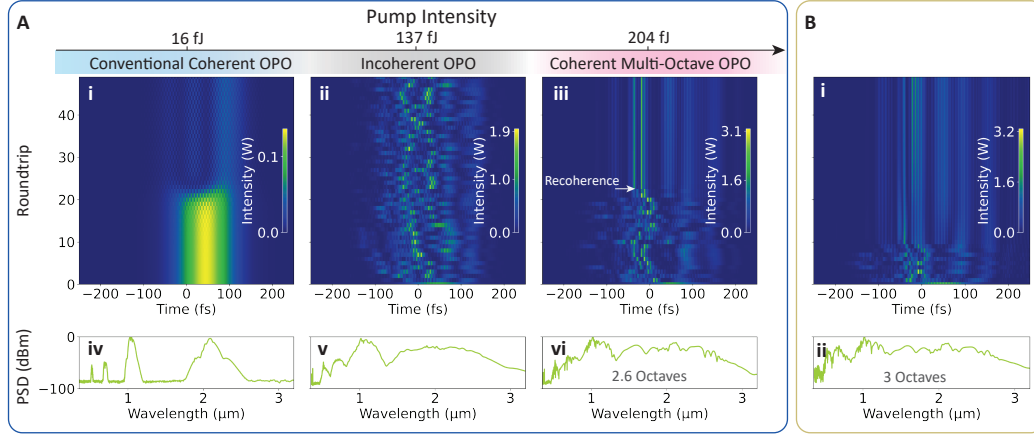 A
Pump Intensity
B
16 fJ
137 fJ
204 fJ
Conventional Coherent OPO
Incoherent OPO
Coherent Multi-Octave OPO
i
ii
iii
i
Roundtrip
40
30
20
10
0
Intensity (W)
0.1
0.0
Intensity (W)
1.9
1.0
0.0
Recoherence
Intensity (W)
3.1
1.6
0.0
Intensity (W)
3.2
1.6
0.0
−200 −100 0 100 200
Time (fs)
−200 −100 0 100 200
Time (fs)
−200 −100 0 100 200
Time (fs)
−200 −100 0 100 200
Time (fs)
PSD (dBm)
0
−100
iv
v
vi
2.6 Octaves
ii
3 Octaves
1 2 3
Wavelength (μm)
1 2 3
Wavelength (μm)
1 2 3
Wavelength (μm)
1 2 3
Wavelength (μm)